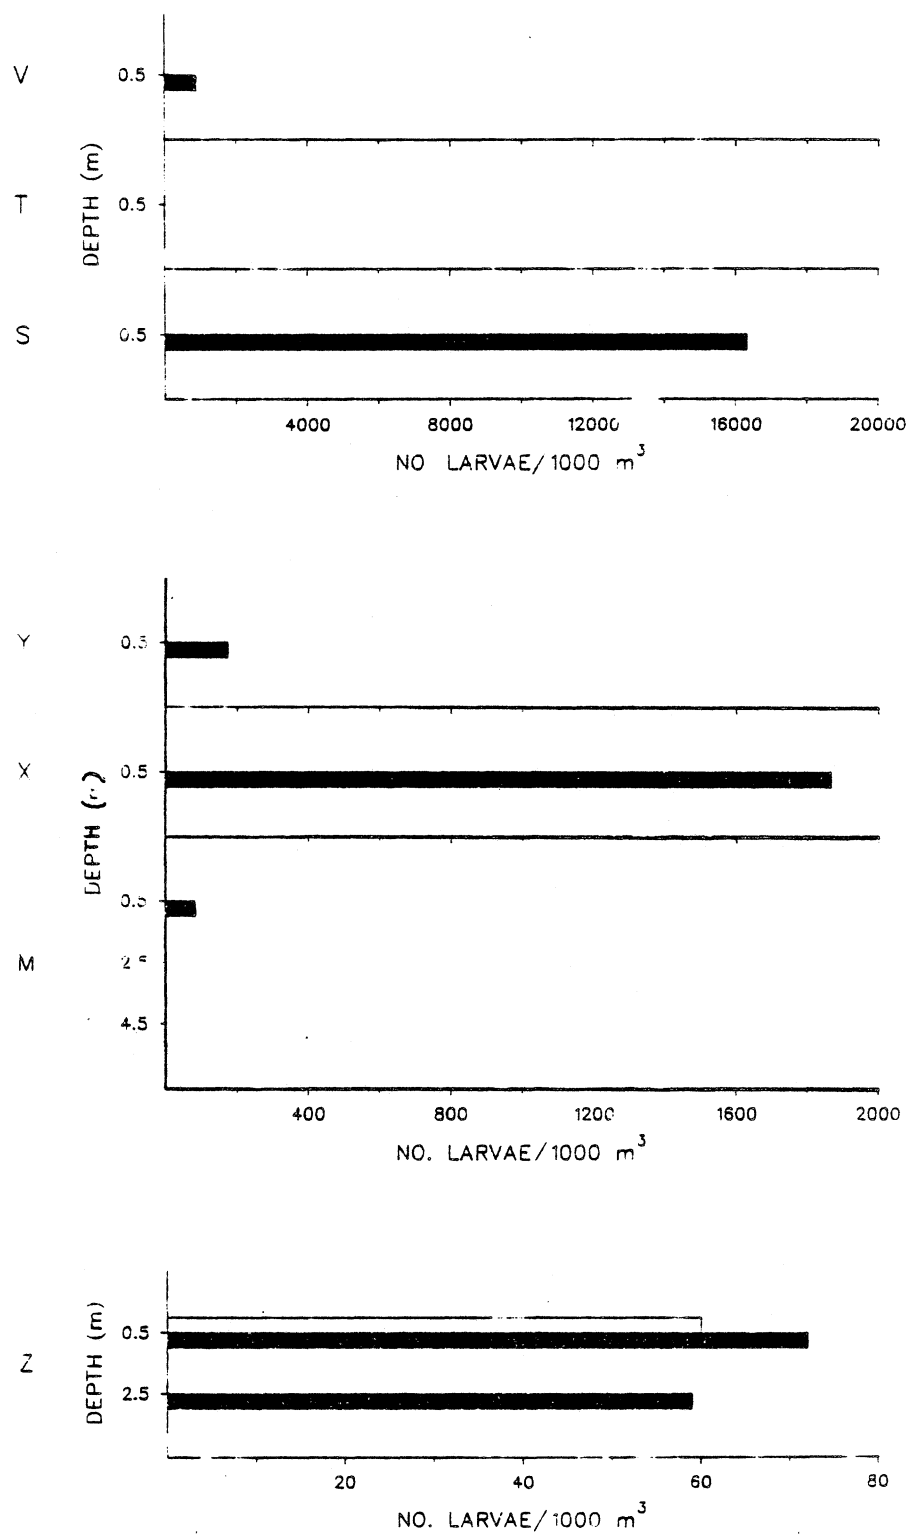 V
0.5
DEPTH (m)
T
0.5
S
0.5
4000 8000 12000 16000 20000
NO LARVAE/1000 m³
Y
X
0.5
DEPTH
M
4.5
400 800 1200 1600 2000
NO. LARVAE/1000 m³
Z
DEPTH (m)
0.5
2.5
20 40 60 80
NO. LARVAE/1000 m³